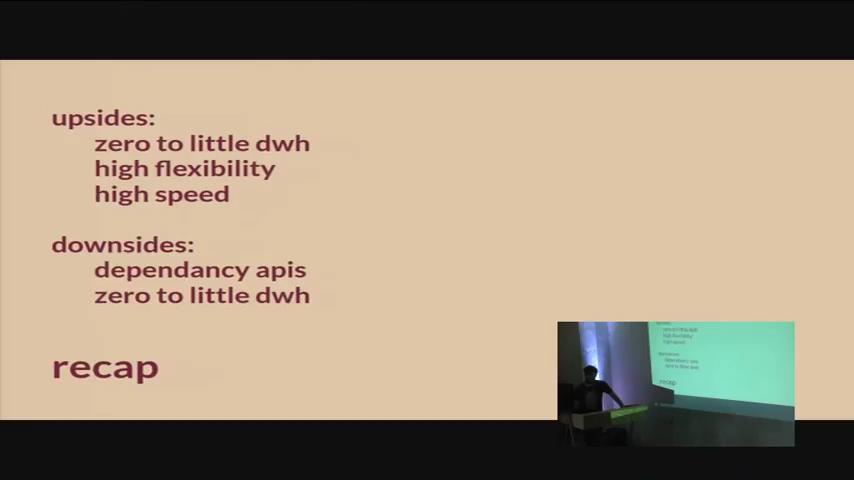 upsides:
zero to little dwh
high flexibility
high speed
downsides:
dependancy apis
zero to little dwh
recap